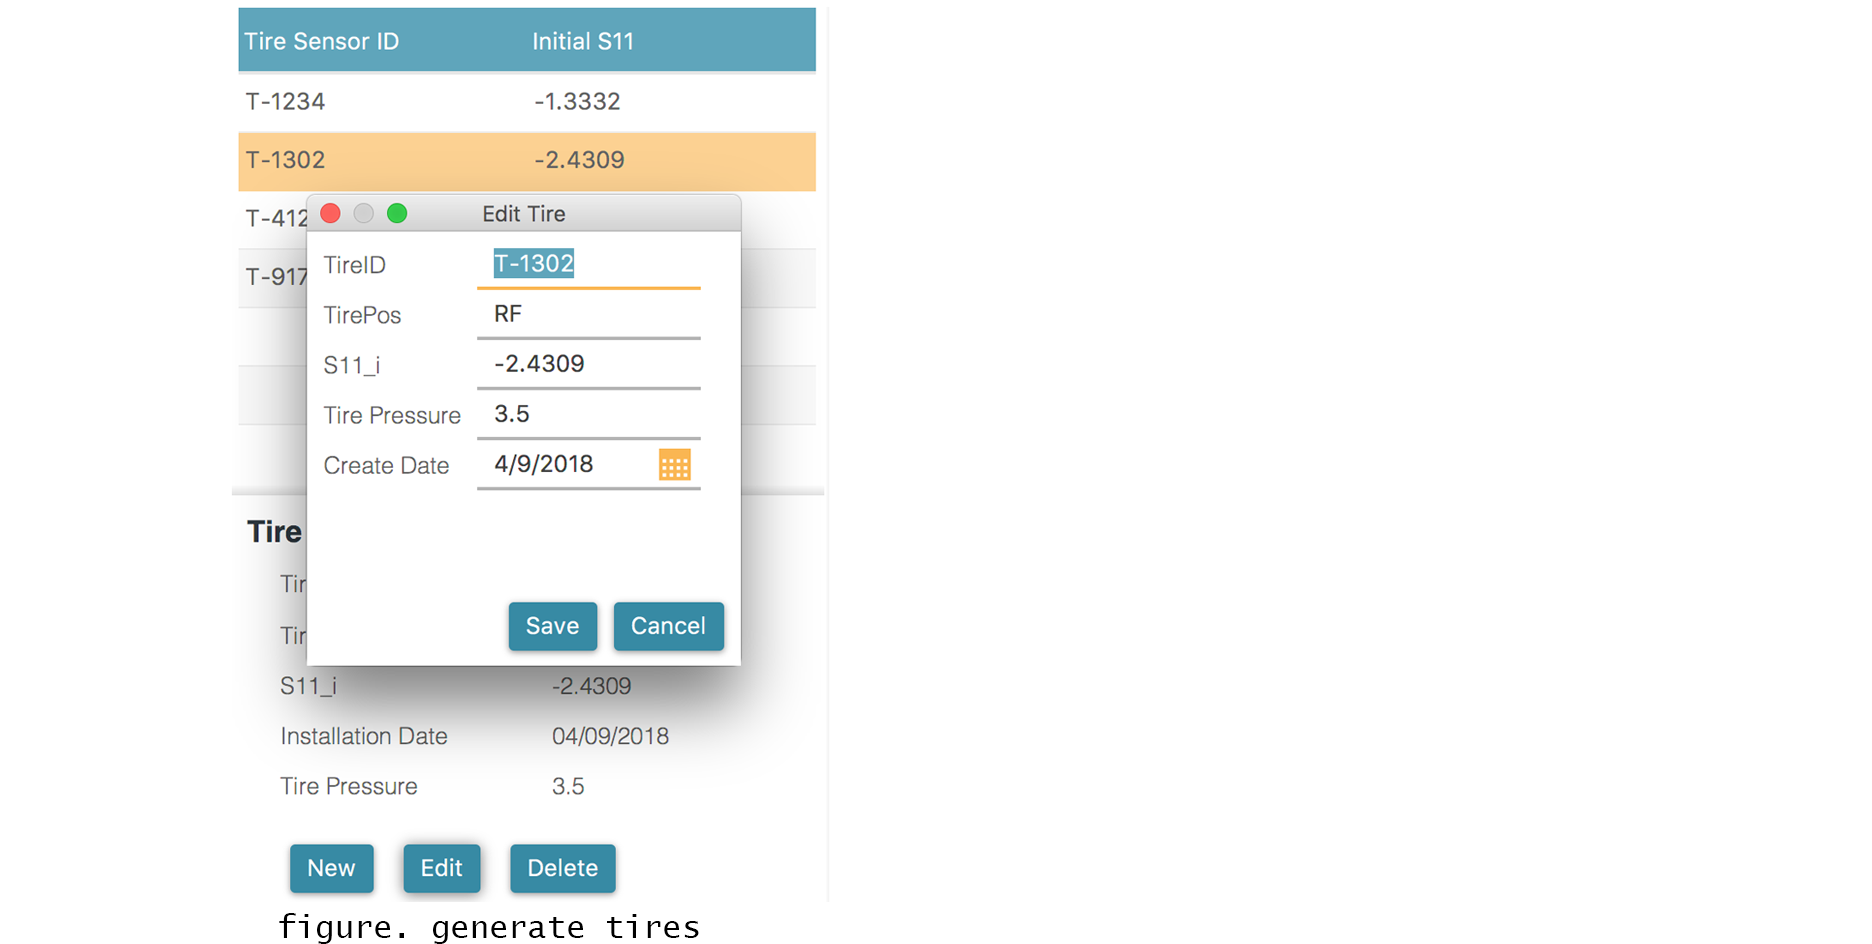 Tire Sensor ID Initial S11
T-1234 -1.3332
T-1302 -2.4309
T-412
T-917
Edit Tire
TireID T-1302
TirePos RF
S11_i -2.4309
Tire Pressure 3.5
Create Date 4/9/2018
Save Cancel
Tire
Tir
Tir
S11_i -2.4309
Installation Date 04/09/2018
Tire Pressure 3.5
New Edit Delete
figure. generate tires